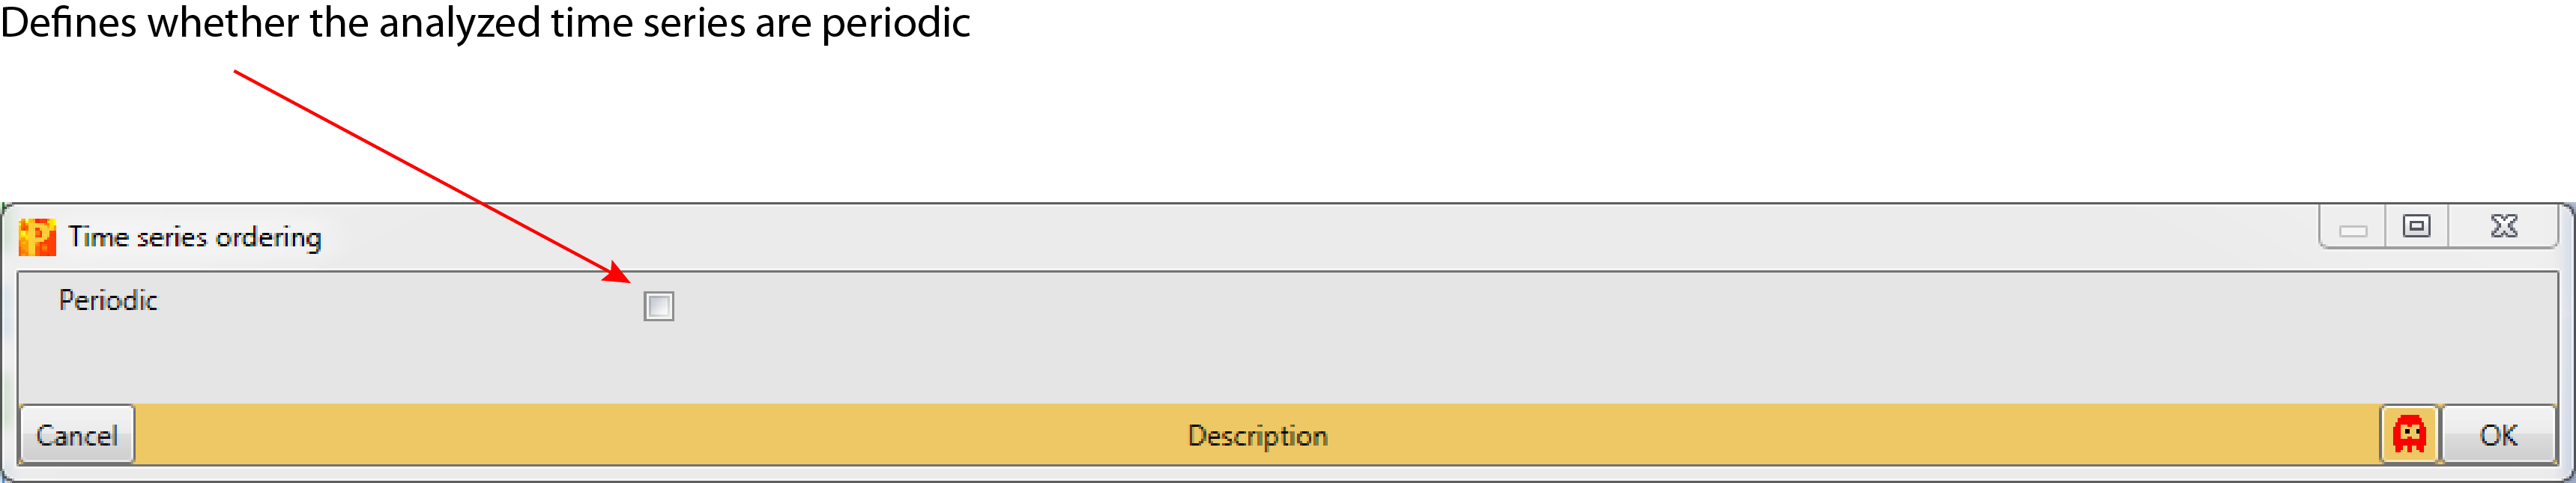 Defines whether the analyzed time series are periodic
P
Time series ordering
Periodic
Cancel
Description
OK